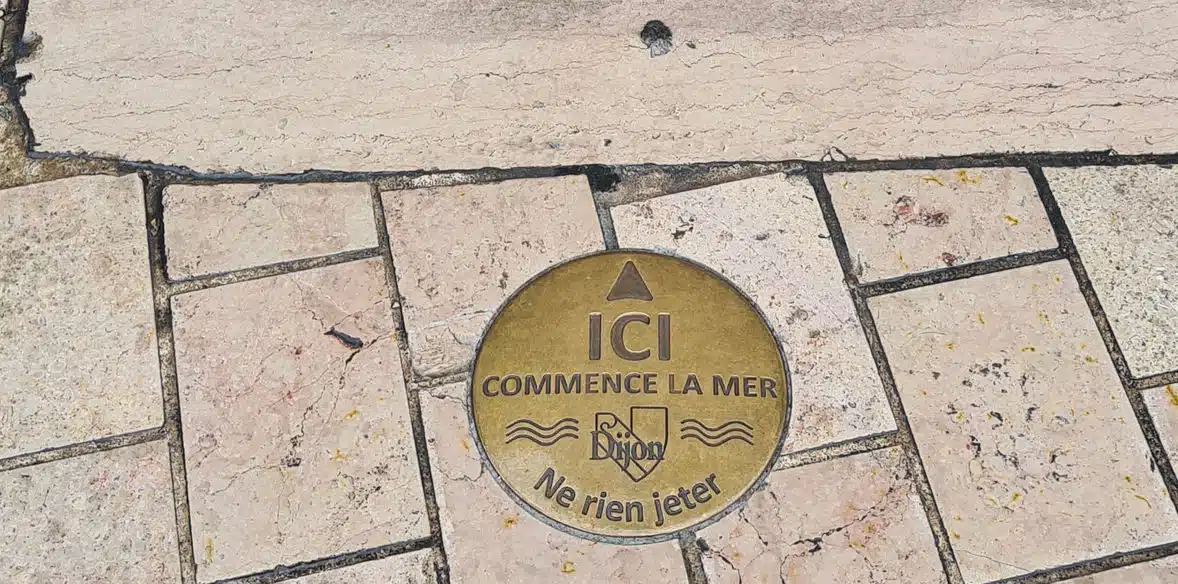 ICI
COMMENCE LA MER
Dijon
Ne rien jeter